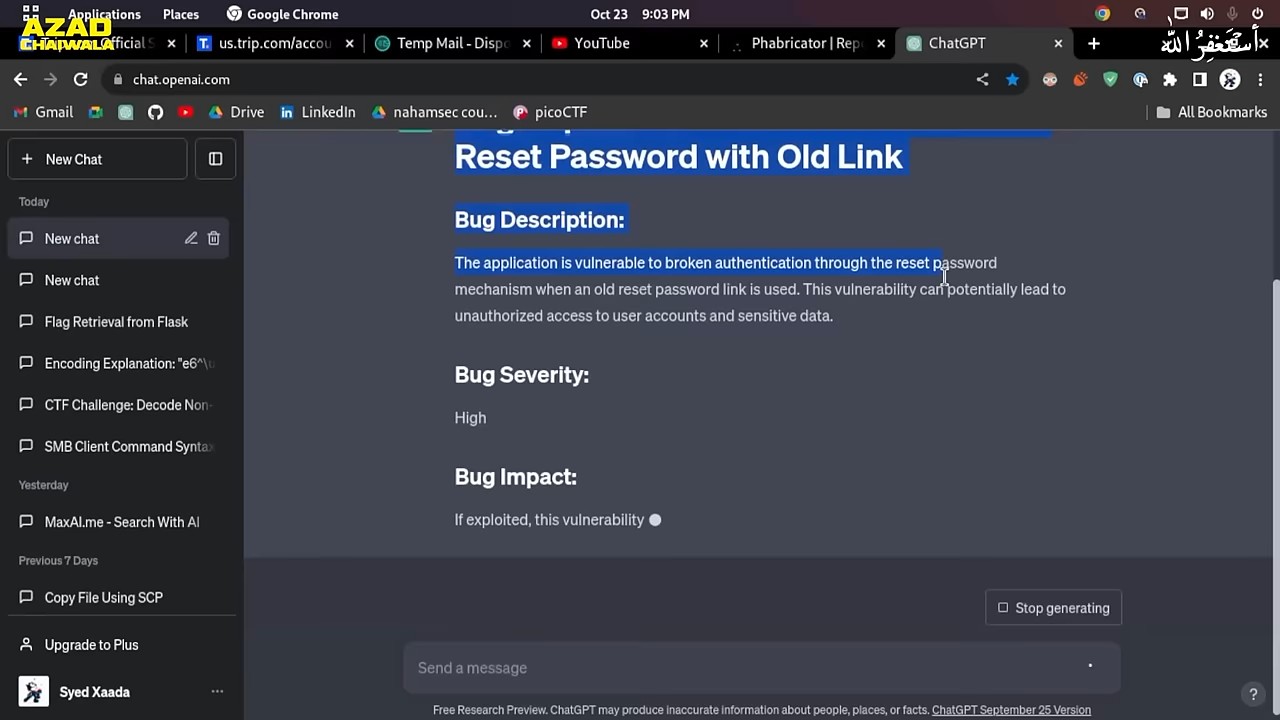 Applications Places Google Chrome Oct 23 9:03 PM
AZAD
CHAIWALA
أستغفر الله
Official S
us.trip.com/accou
Temp Mail - Dispo
YouTube
Phabricator | Rep
ChatGPT
chat.openai.com
Gmail Drive LinkedIn nahamsec cou... picoCTF All Bookmarks
New Chat
Today
New chat
New chat
Flag Retrieval from Flask
Encoding Explanation: "e6^\u
CTF Challenge: Decode Non-
SMB Client Command Syntax
Yesterday
MaxAI.me - Search With AI
Previous 7 Days
Copy File Using SCP
Upgrade to Plus
Syed Xaada
Reset Password with Old Link
Bug Description:
The application is vulnerable to broken authentication through the reset password
mechanism when an old reset password link is used. This vulnerability can potentially lead to
unauthorized access to user accounts and sensitive data.
Bug Severity:
High
Bug Impact:
If exploited, this vulnerability
Stop generating
Send a message
Free Research Preview. ChatGPT may produce inaccurate information about people, places, or facts. ChatGPT September 25 Version
?